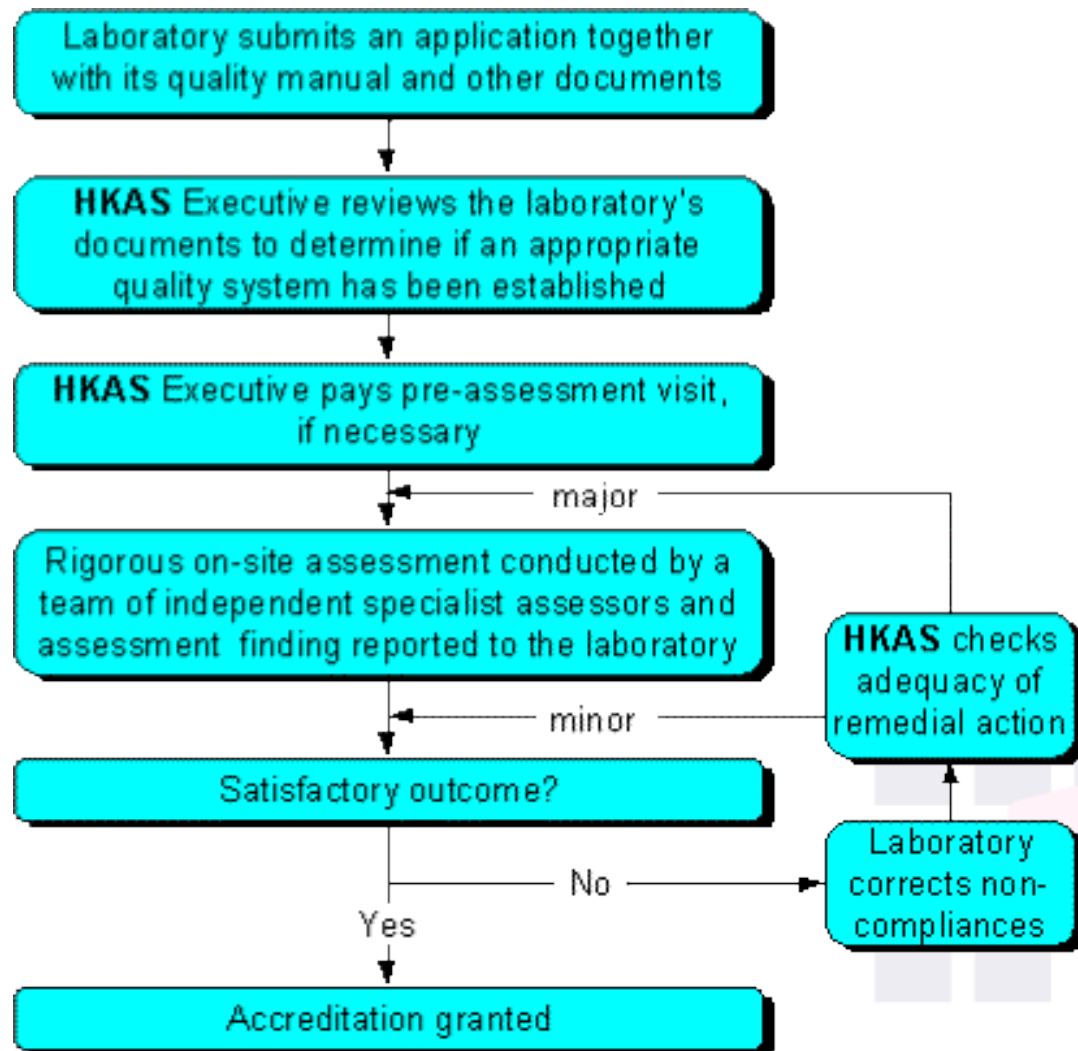 Laboratory submits an application together
with its quality manual and other documents
HKAS Executive reviews the laboratory's
documents to determine if an appropriate
quality system has been established
HKAS Executive pays pre-assessment visit,
if necessary
major
Rigorous on-site assessment conducted by a
team of independent specialist assessors and
assessment finding reported to the laboratory
HKAS checks
adequacy of
remedial action
minor
Satisfactory outcome?
Laboratory
corrects non-
compliances
No
Yes
Accreditation granted